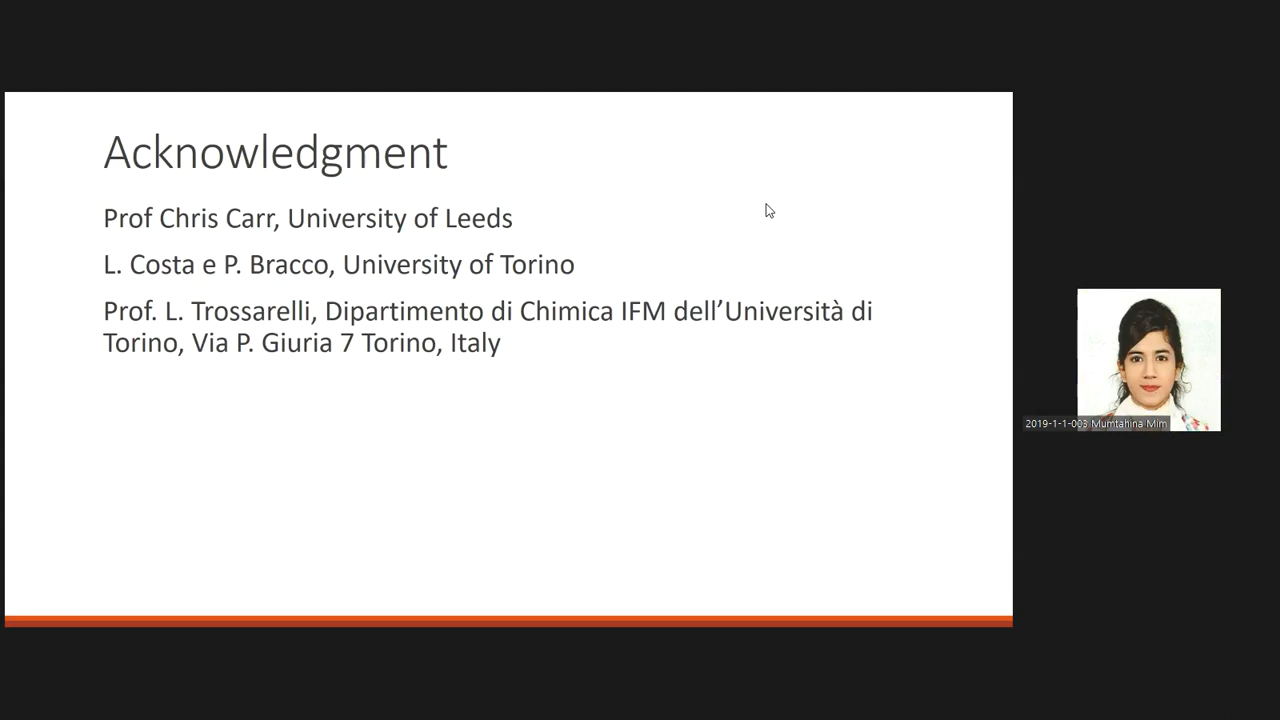 Acknowledgment
Prof Chris Carr, University of Leeds
L. Costa e P. Bracco, University of Torino
Prof. L. Trossarelli, Dipartimento di Chimica IFM dell’Università di
Torino, Via P. Giuria 7 Torino, Italy
2019-1-1-003 Mumtahina Mim